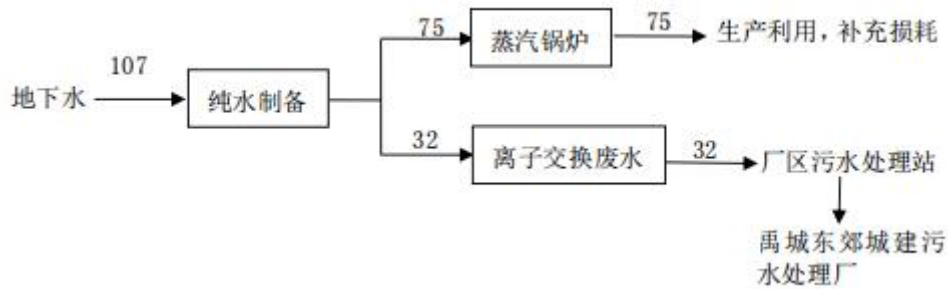 75
蒸汽锅炉
75
生产利用，补充损耗
107
地下水
纯水制备
32
离子交换废水
32
厂区污水处理站
禹城东郊城建污
水处理厂